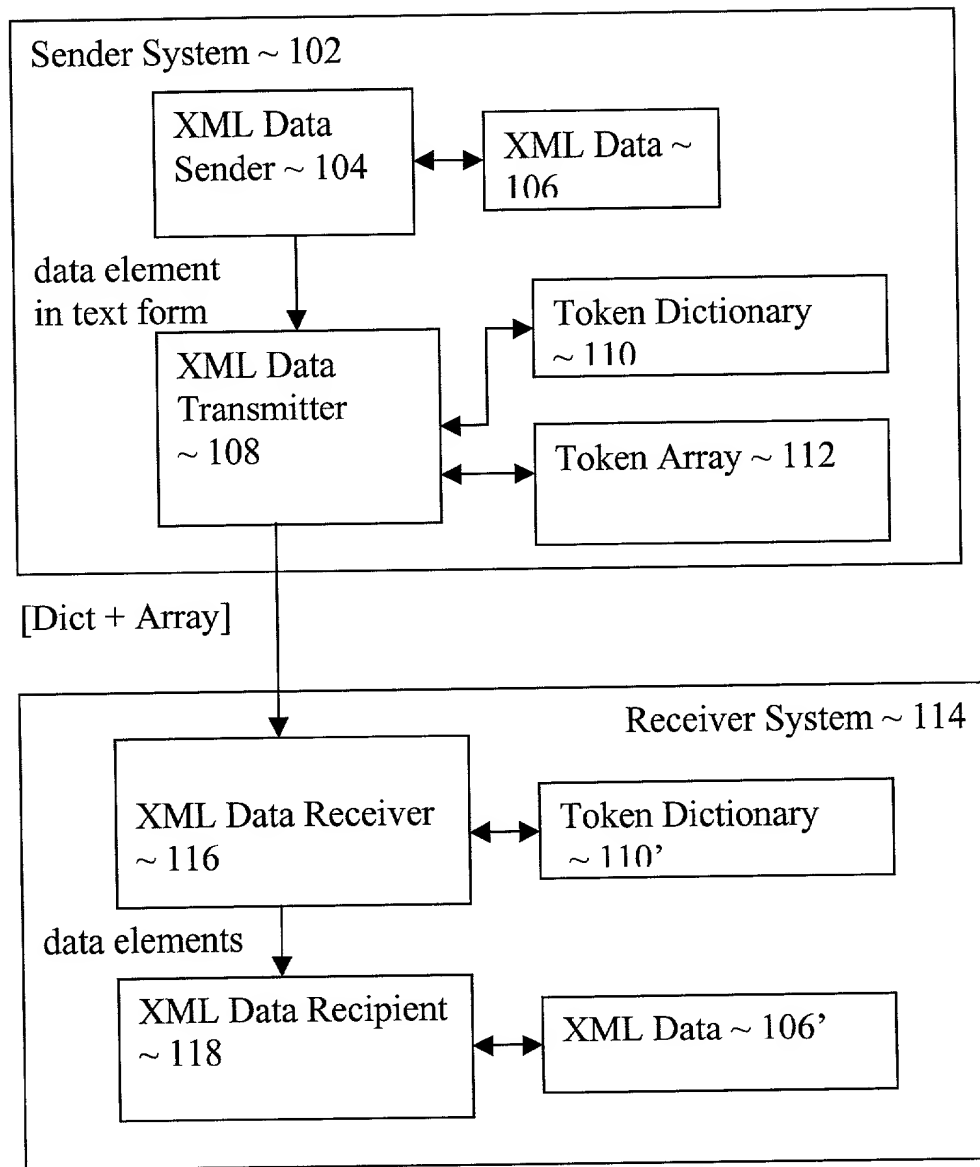 Sender System ~ 102
XML Data
Sender ~ 104
XML Data ~
106
data element
in text form
Token Dictionary
~ 110
XML Data
Transmitter
~ 108
Token Array ~ 112
[Dict + Array]
Receiver System ~ 114
XML Data Receiver
~ 116
Token Dictionary
~ 110’
data elements
XML Data Recipient
~ 118
XML Data ~ 106’